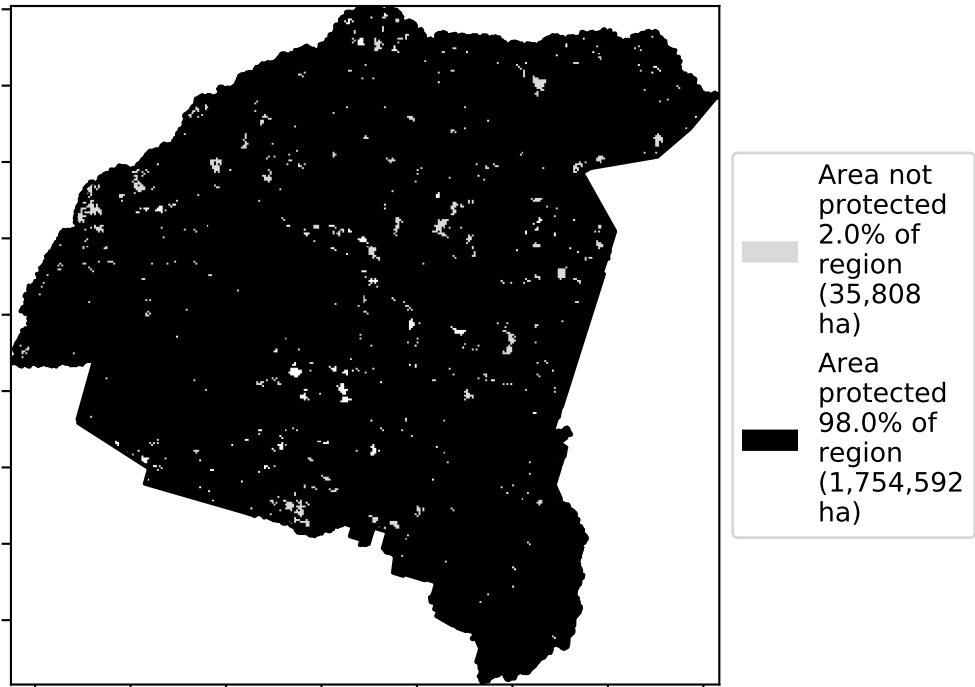 Area not
protected
2.0% of
region
(35,808
ha)
Area
protected
98.0% of
region
(1,754,592
ha)